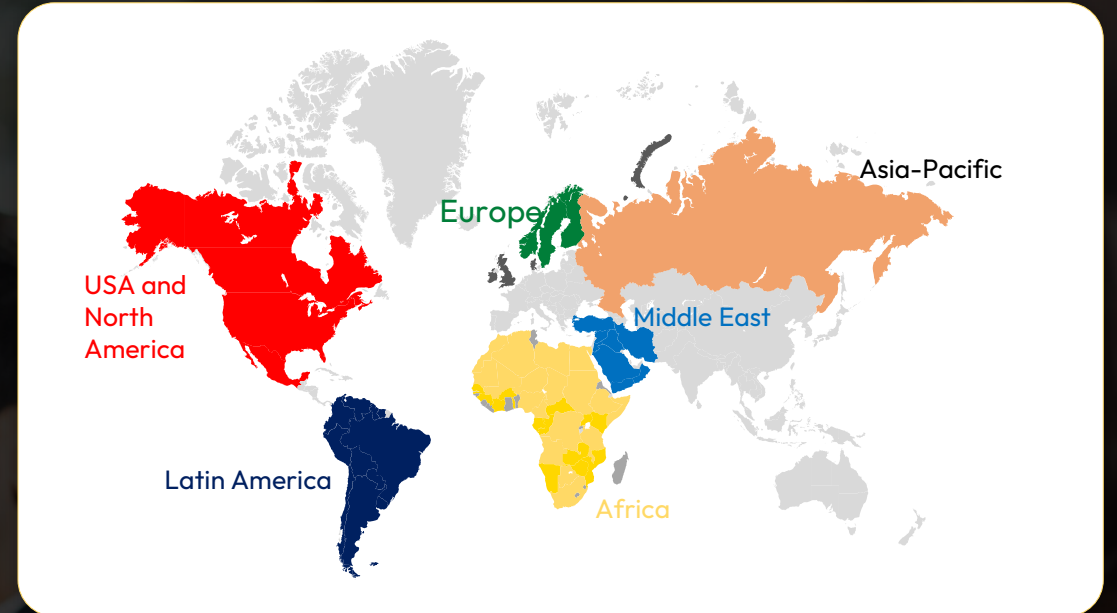 Asia-Pacific
Europe
USA and
North
America
Middle East
Latin America
Africa